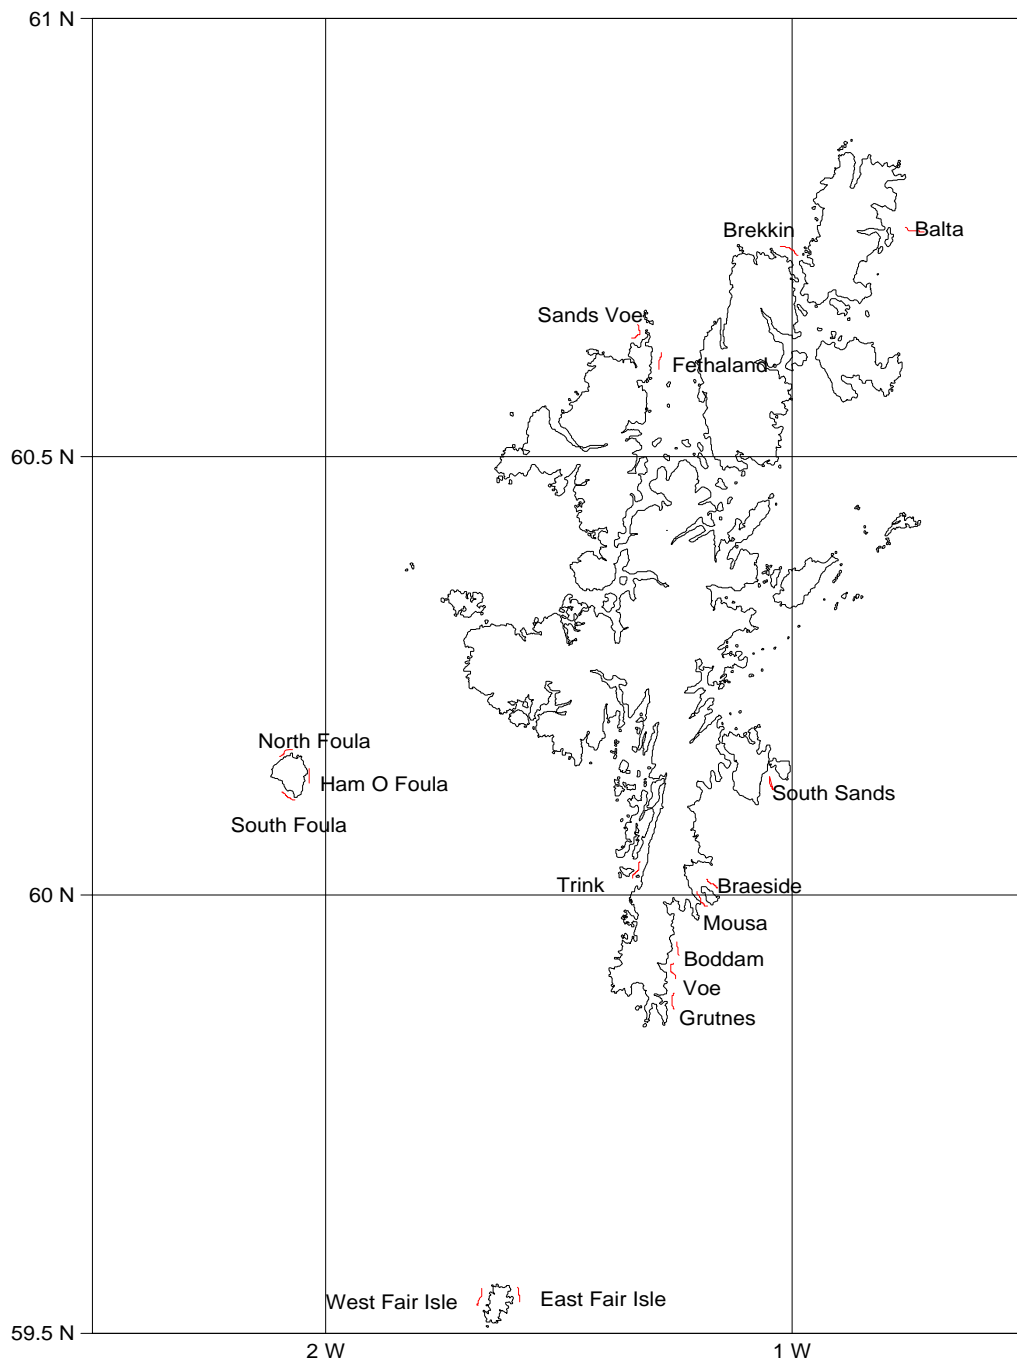 61 N
Brekkin
Balta
Sands Voe
Fethaland
60.5 N
North Foula
Ham O Foula
South Sands
South Foula
Trink
Braeside
60 N
Mousa
Boddam
Voe
Grutnes
West Fair Isle
East Fair Isle
59.5 N
2 W
1 W